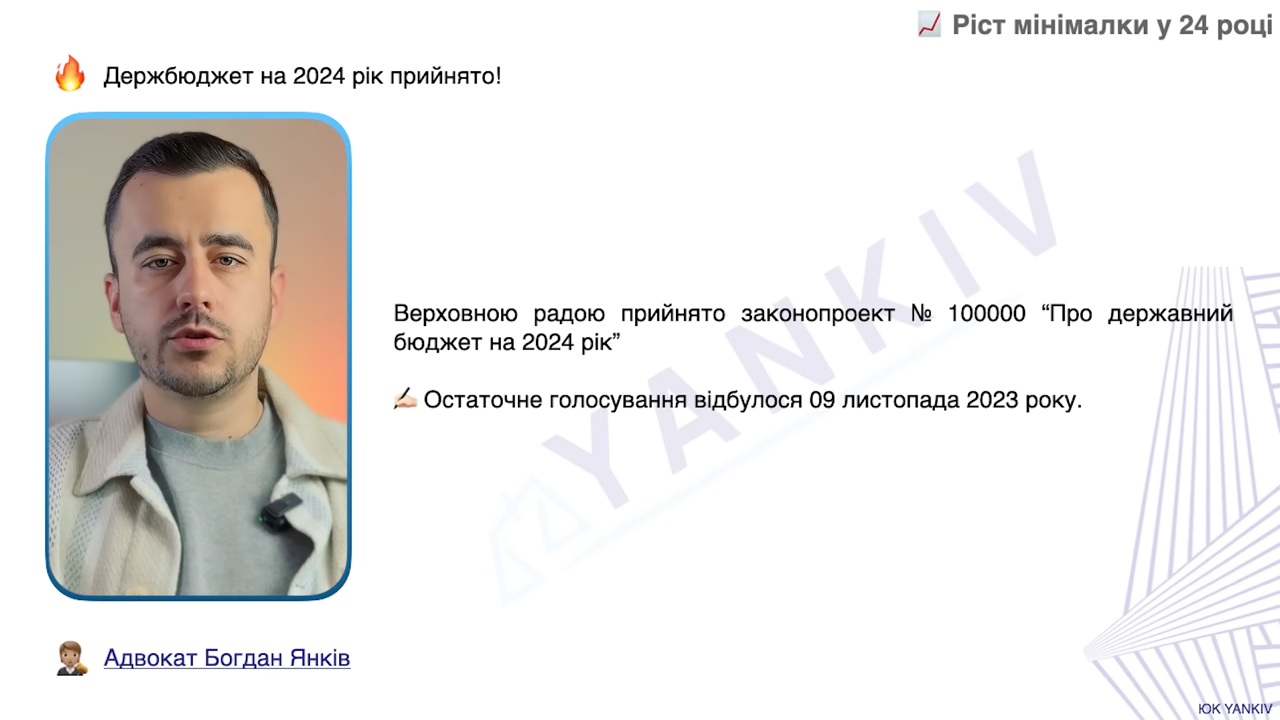 Ріст мінімалки у 24 році
Держбюджет на 2024 рік прийнято!
Верховною радою прийнято законопроект № 100000 “Про державний
бюджет на 2024 рік”
Остаточне голосування відбулося 09 листопада 2023 року.
YANKIV
Адвокат Богдан Янків
ЮК YANKIV